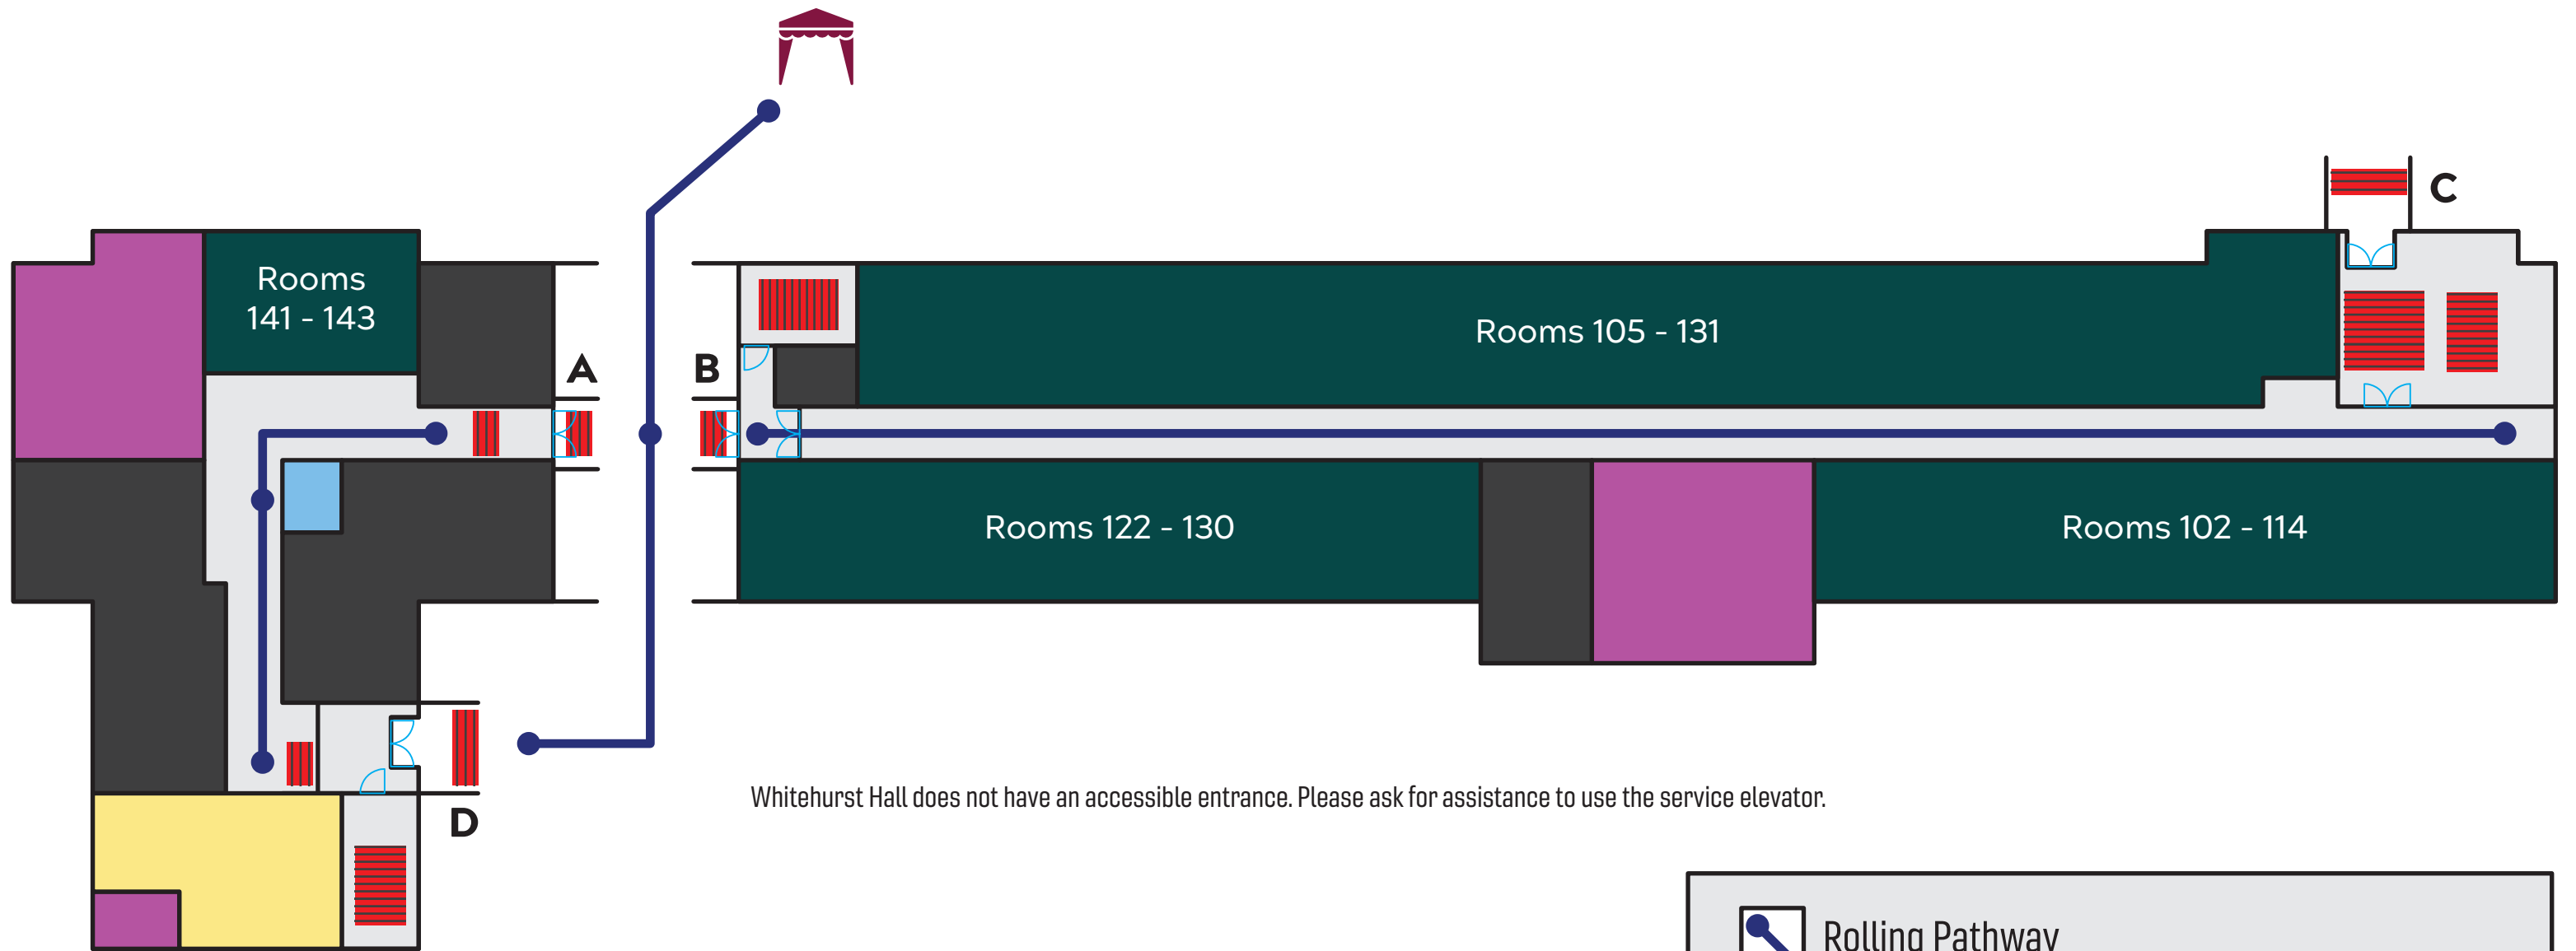 C
Rooms
141 - 143
Rooms 105 - 131
A
B
Rooms 122 - 130
Rooms 102 - 114
Whitehurst Hall does not have an accessible entrance. Please ask for assistance to use the service elevator.
D
Rolling Pathway